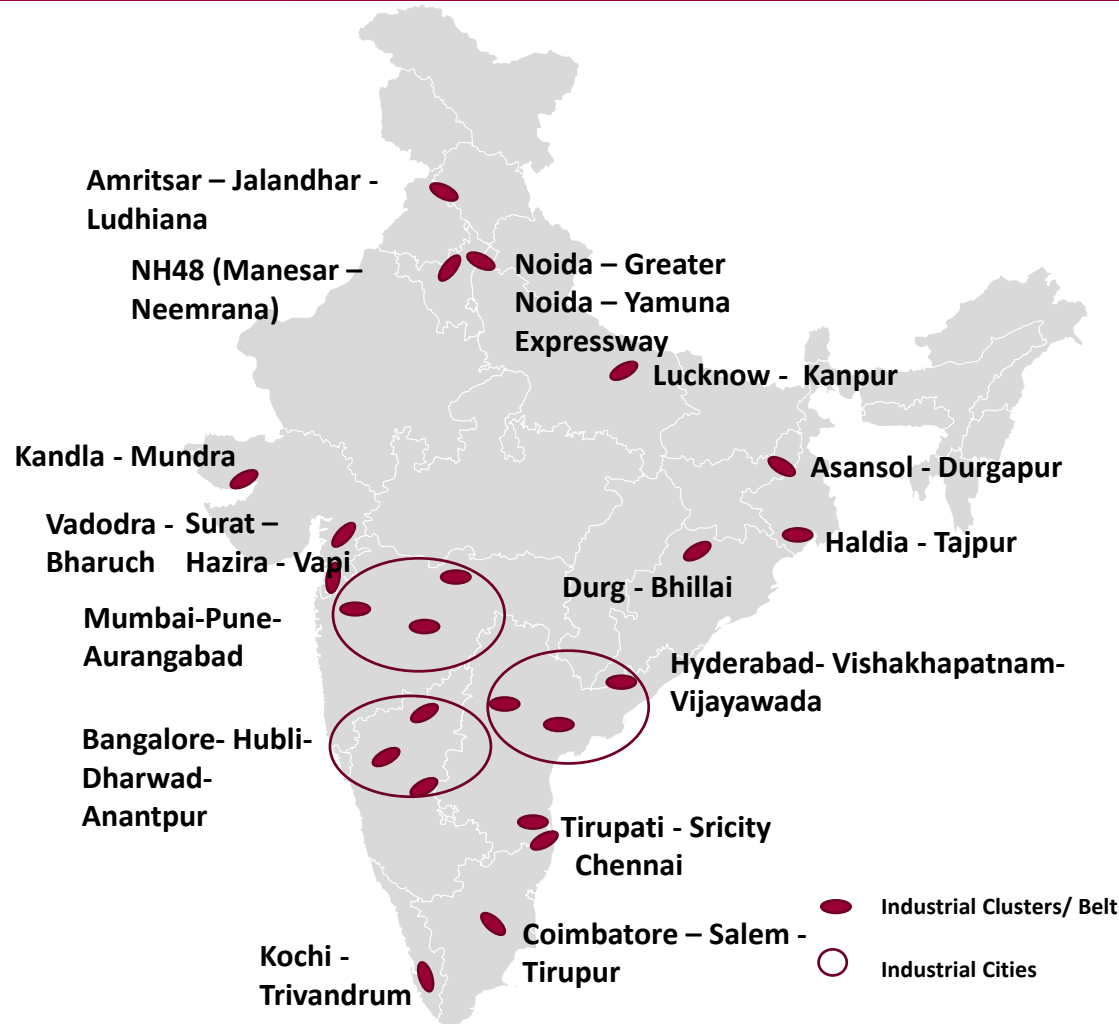 Amritsar – Jalandhar -
Ludhiana
NH48 (Manesar –
Neemrana)
Noida – Greater
Noida – Yamuna
Expressway
Lucknow - Kanpur
Kandla - Mundra
Asansol - Durgapur
Vadodra -
Bharuch
Surat –
Hazira - Vapi
Haldia - Tajpur
Durg - Bhillai
Mumbai-Pune-
Aurangabad
Hyderabad- Vishakhapatnam-
Vijayawada
Bangalore- Hubli-
Dharwad-
Anantpur
Tirupati - Sricity
Chennai
Industrial Clusters/ Belt
Coimbatore – Salem -
Tirupur
Kochi -
Trivandrum
Industrial Cities